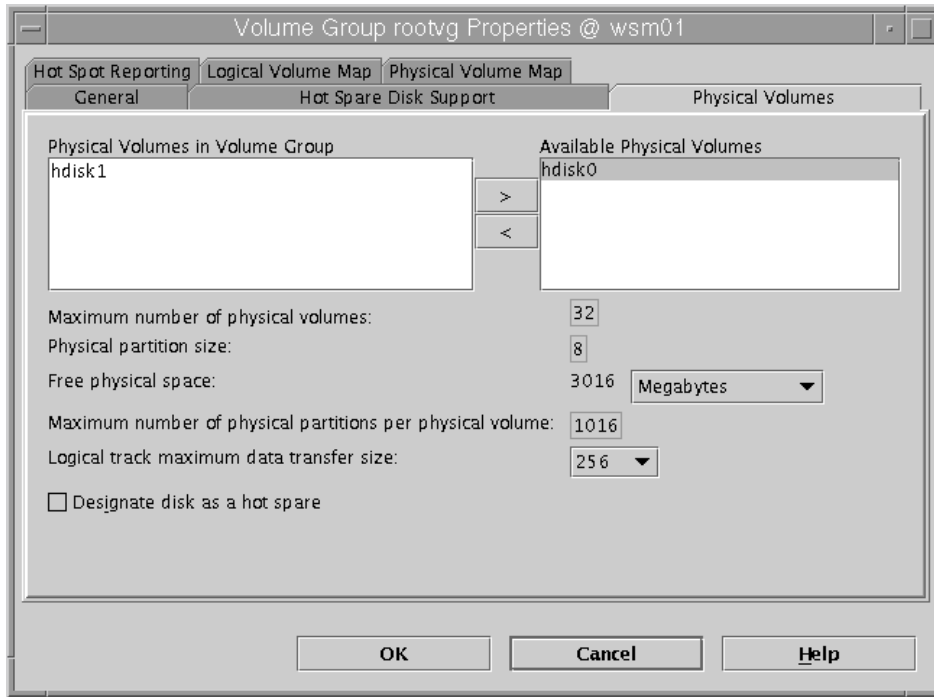 Volume Group rootvg Properties @ wsm01
Hot Spot Reporting Logical Volume Map Physical Volume Map
General Hot Spare Disk Support Physical Volumes
Physical Volumes in Volume Group Available Physical Volumes
hdisk1 hdisk0
>
<
Maximum number of physical volumes: 32
Physical partition size: 8
Free physical space: 3016 Megabytes
Maximum number of physical partitions per physical volume: 1016
Logical track maximum data transfer size: 256
Designate disk as a hot spare
OK Cancel Help